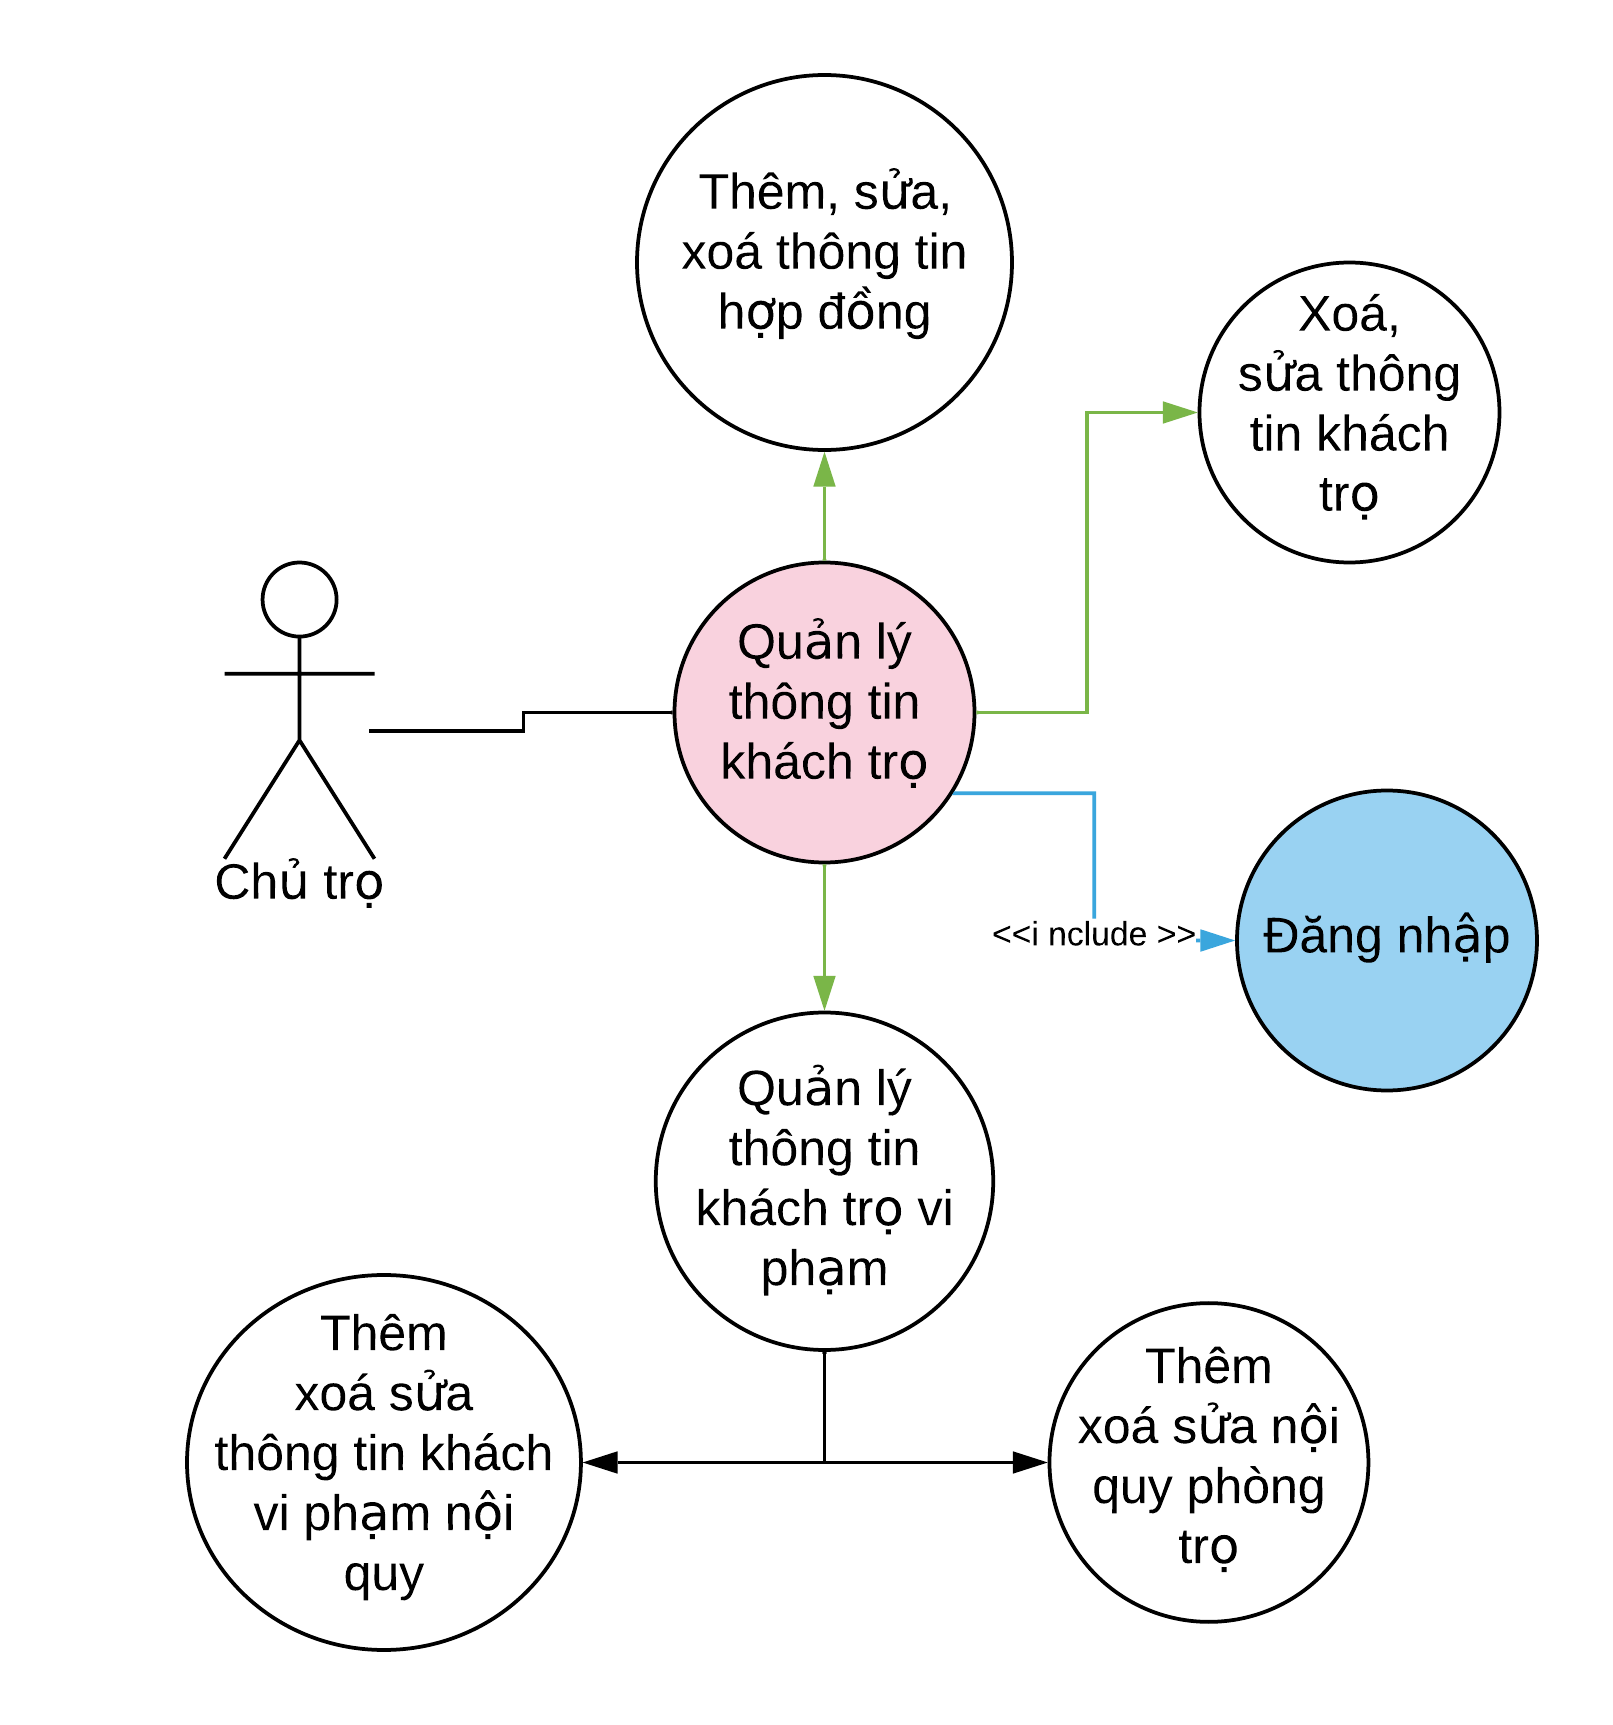 Thêm, sửa,
xoá thông tin
hợp đồng
Xoá,
sửa thông
tin khách
trọ
Quản lý
thông tin
khách trọ
Chủ trọ
<<i nclude >>
Đăng nhập
Quản lý
thông tin
khách trọ vi
phạm
Thêm
xoá sửa
thông tin khách
vi phạm nội
quy
Thêm
xoá sửa nội
quy phòng
trọ